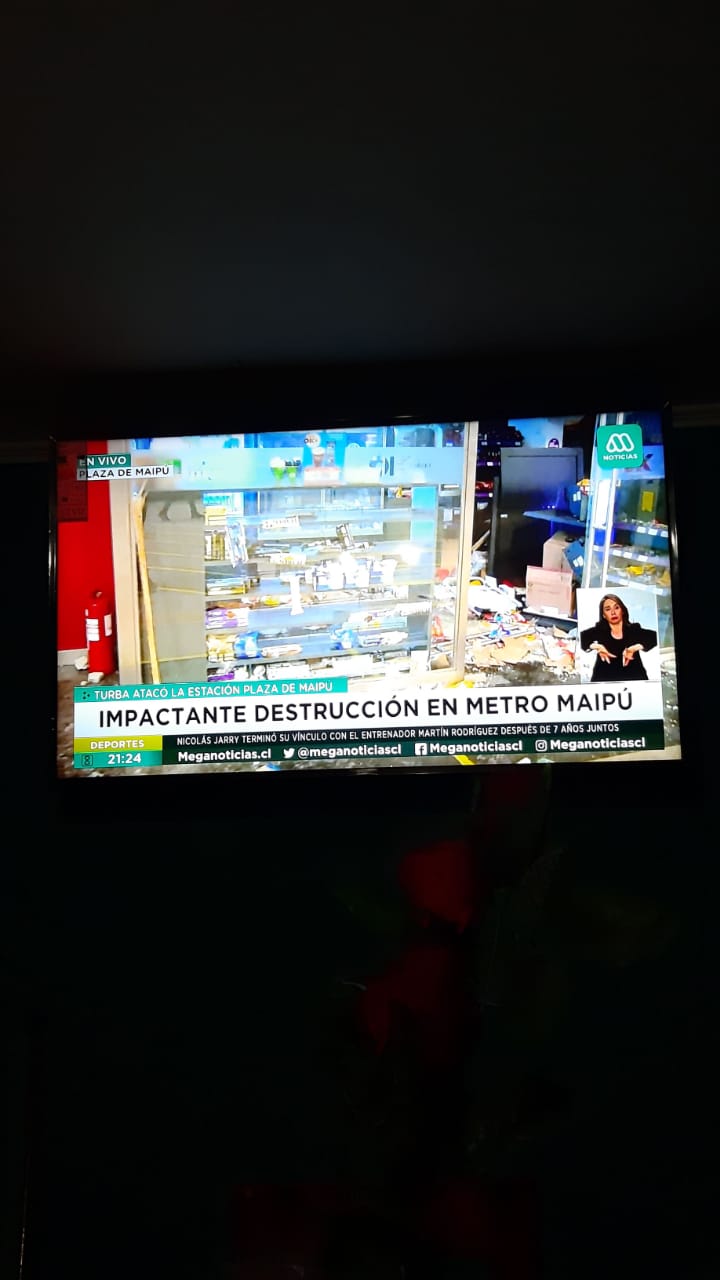 EN VIVO
PLAZA DE MAIPÚ
NOTICIAS
TURBA ATACÓ LA ESTACIÓN PLAZA DE MAIPÚ
IMPACTANTE DESTRUCCIÓN EN METRO MAIPÚ
DEPORTES
NICOLÁS JARRY TERMINÓ SU VÍNCULO CON EL ENTRENADOR MARTÍN RODRÍGUEZ DESPUÉS DE 7 AÑOS JUNTOS
21:24
Meganoticias.cl @meganoticiascl Meganoticiascl Meganoticiascl